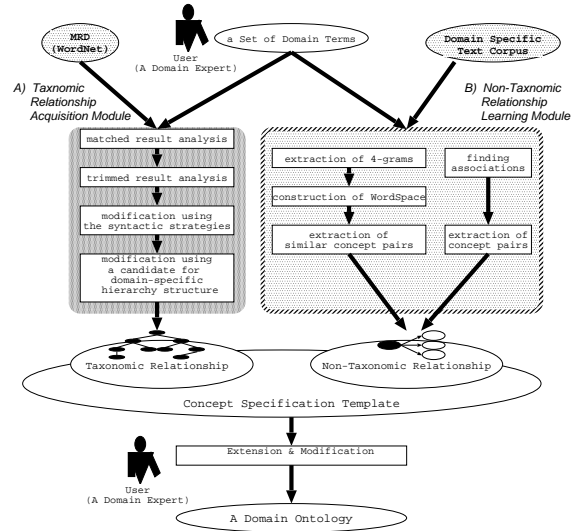 MRD
(WordNet)
User
(A Domain Expert)
a Set of Domain Terms
Domain Specific
Text Corpus
A) Taxnomic
Relationship
Acquisition Module
B) Non-Taxnomic
Relationship
Learning Module
matched result analysis
trimmed result analysis
modification using
the syntactic strategies
modification using
a candidate for
domain-specific
hierarchy structure
extraction of 4-grams
construction of WordSpace
extraction of
similar concept pairs
finding
associations
extraction of
concept pairs
Taxonomic Relationship
Non-Taxonomic Relationship
Concept Specification Template
Extension & Modification
User
(A Domain Expert)
A Domain Ontology